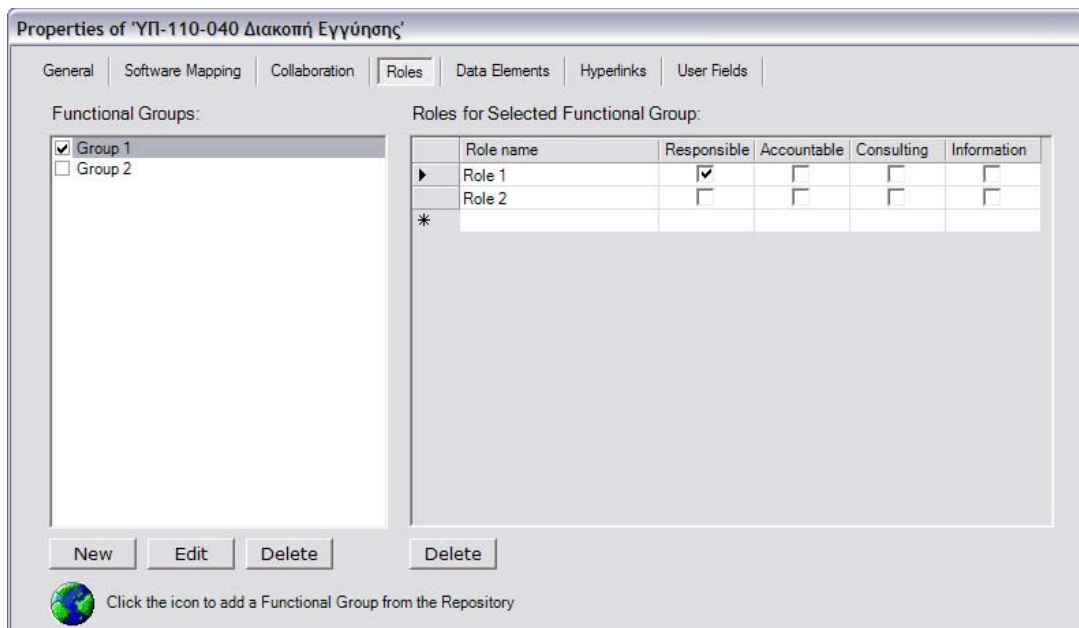 Properties of 'ΥΠ-110-040 Διακοπή Εγγύησης'
General Software Mapping Collaboration Roles Data Elements Hyperlinks User Fields
Functional Groups: Roles for Selected Functional Group:
Group 1
Group 2
Role name Responsible Accountable Consulting Information
Role 1
Role 2
New Edit Delete Delete
Click the icon to add a Functional Group from the Repository